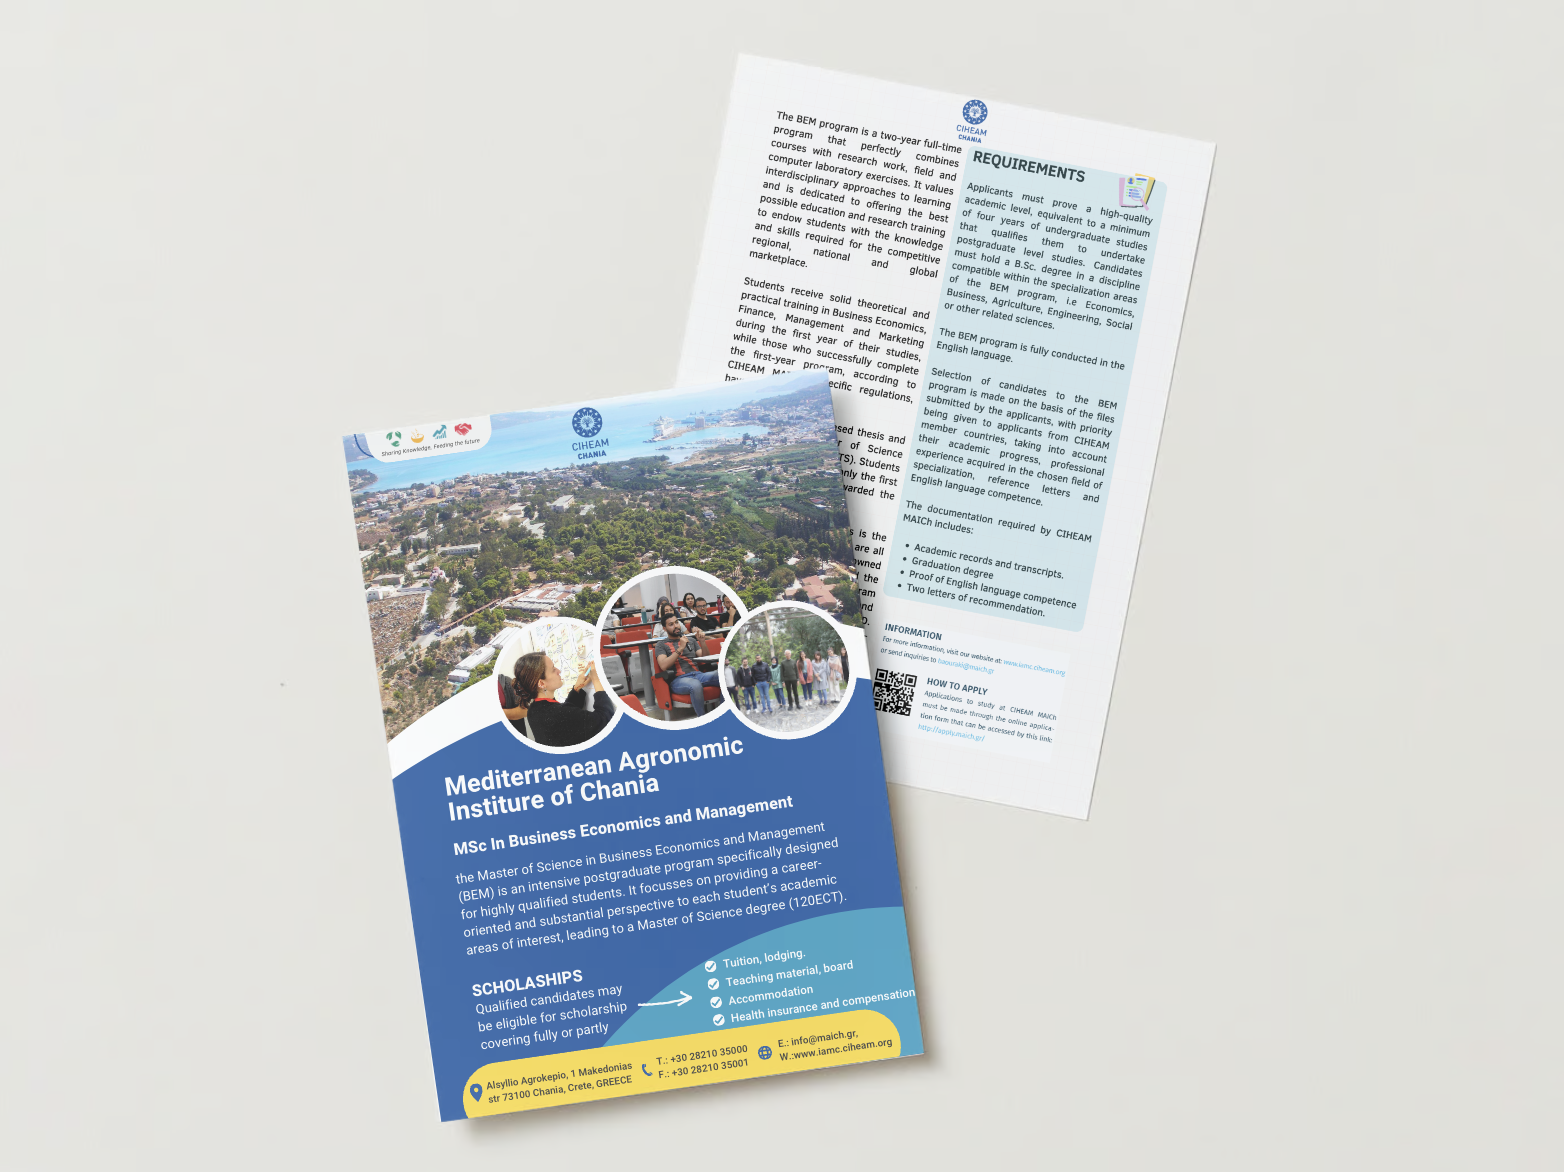 Sharing Knowledge, Feeding the future
CIHEAM
CHANIA
Mediterranean Agronomic
Institure of Chania
MSc In Business Economics and Management
the Master of Science in Business Economics and Management
(BEM) is an intensive postgraduate program specifically designed
for highly qualified students. It focusses on providing a career-
oriented and substantial perspective to each student's academic
areas of interest, leading to a Master of Science degree (120ECT).
SCHOLASHIPS
Qualified candidates may
be eligible for scholarship
covering fully or partly
Tuition, lodging.
Teaching material, board
Accommodation
Health insurance and compensation
Alsyllio Agrokepio, 1 Makedonias
str 73100 Chania, Crete, GREECE
T.: +30 28210 35000
F.: +30 28210 35001
E.: info@maich.gr,
W.:www.iamc.ciheam.org
CIHEAM
CHANIA
The BEM program is a two-year full-time
program that perfectly combines
courses with research work, field and
computer laboratory exercises. It values
interdisciplinary approaches to learning
and is dedicated to offering the best
possible education and research training
to endow students with the knowledge
and skills required for the competitive
regional, national and global
marketplace.
Students receive solid theoretical and
practical training in Business Economics,
Finance, Management and Marketing
during the first year of their studies,
while those who successfully complete
the first-year program, according to
CIHEAM
regulations,
thesis and
of Science
Students
only the first
the
is the
are all
the
REQUIREMENTS
Applicants must prove a high-quality
academic level, equivalent to a minimum
of four years of undergraduate studies
that qualifies them to undertake
postgraduate level studies. Candidates
must hold a B.Sc. degree in a discipline
compatible within the specialization areas
of the BEM program, i.e Economics,
Business, Agriculture, Engineering, Social
or other related sciences.
The BEM program is fully conducted in the
English language.
Selection of candidates to the BEM
program is made on the basis of the files
submitted by the applicants, with priority
being given to applicants from CIHEAM
member countries, taking into account
their academic progress, professional
experience acquired in the chosen field of
specialization, reference letters and
English language competence.
The documentation required by CIHEAM
MAICh includes:
• Academic records and transcripts.
• Graduation degree
• Proof of English language competence
• Two letters of recommendation.
INFORMATION
For more information, visit our website at: www.iamc.ciheam.org
or send inquiries to baourakis@maich.gr
HOW TO APPLY
Applications to study at CIHEAM MAICh
must be made through the online applica-
tion form that can be accessed by this link:
http://apply.maich.gr/